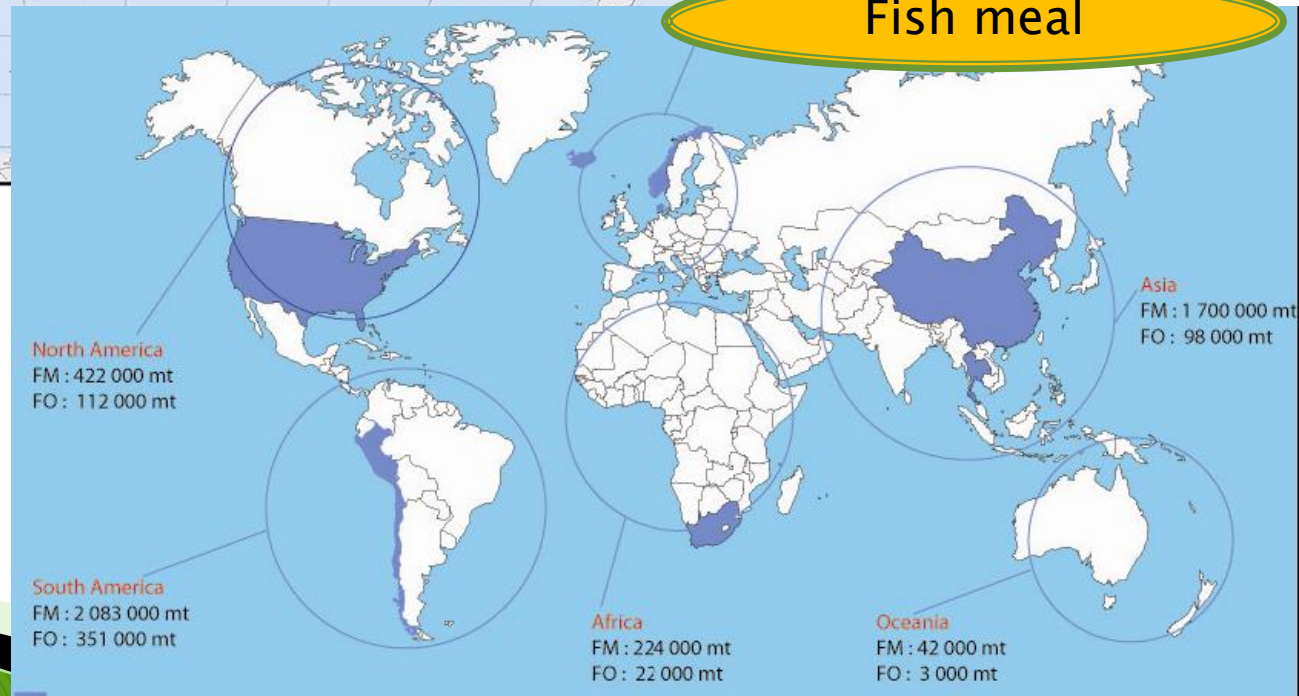 Fish meal
Asia
FM : 1 700 000 mt
FO : 98 000 mt
North America
FM : 422 000 mt
FO : 112 000 mt
South America
FM : 2 083 000 mt
FO : 351 000 mt
Africa
FM : 224 000 mt
FO : 22 000 mt
Oceania
FM : 42 000 mt
FO : 3 000 mt